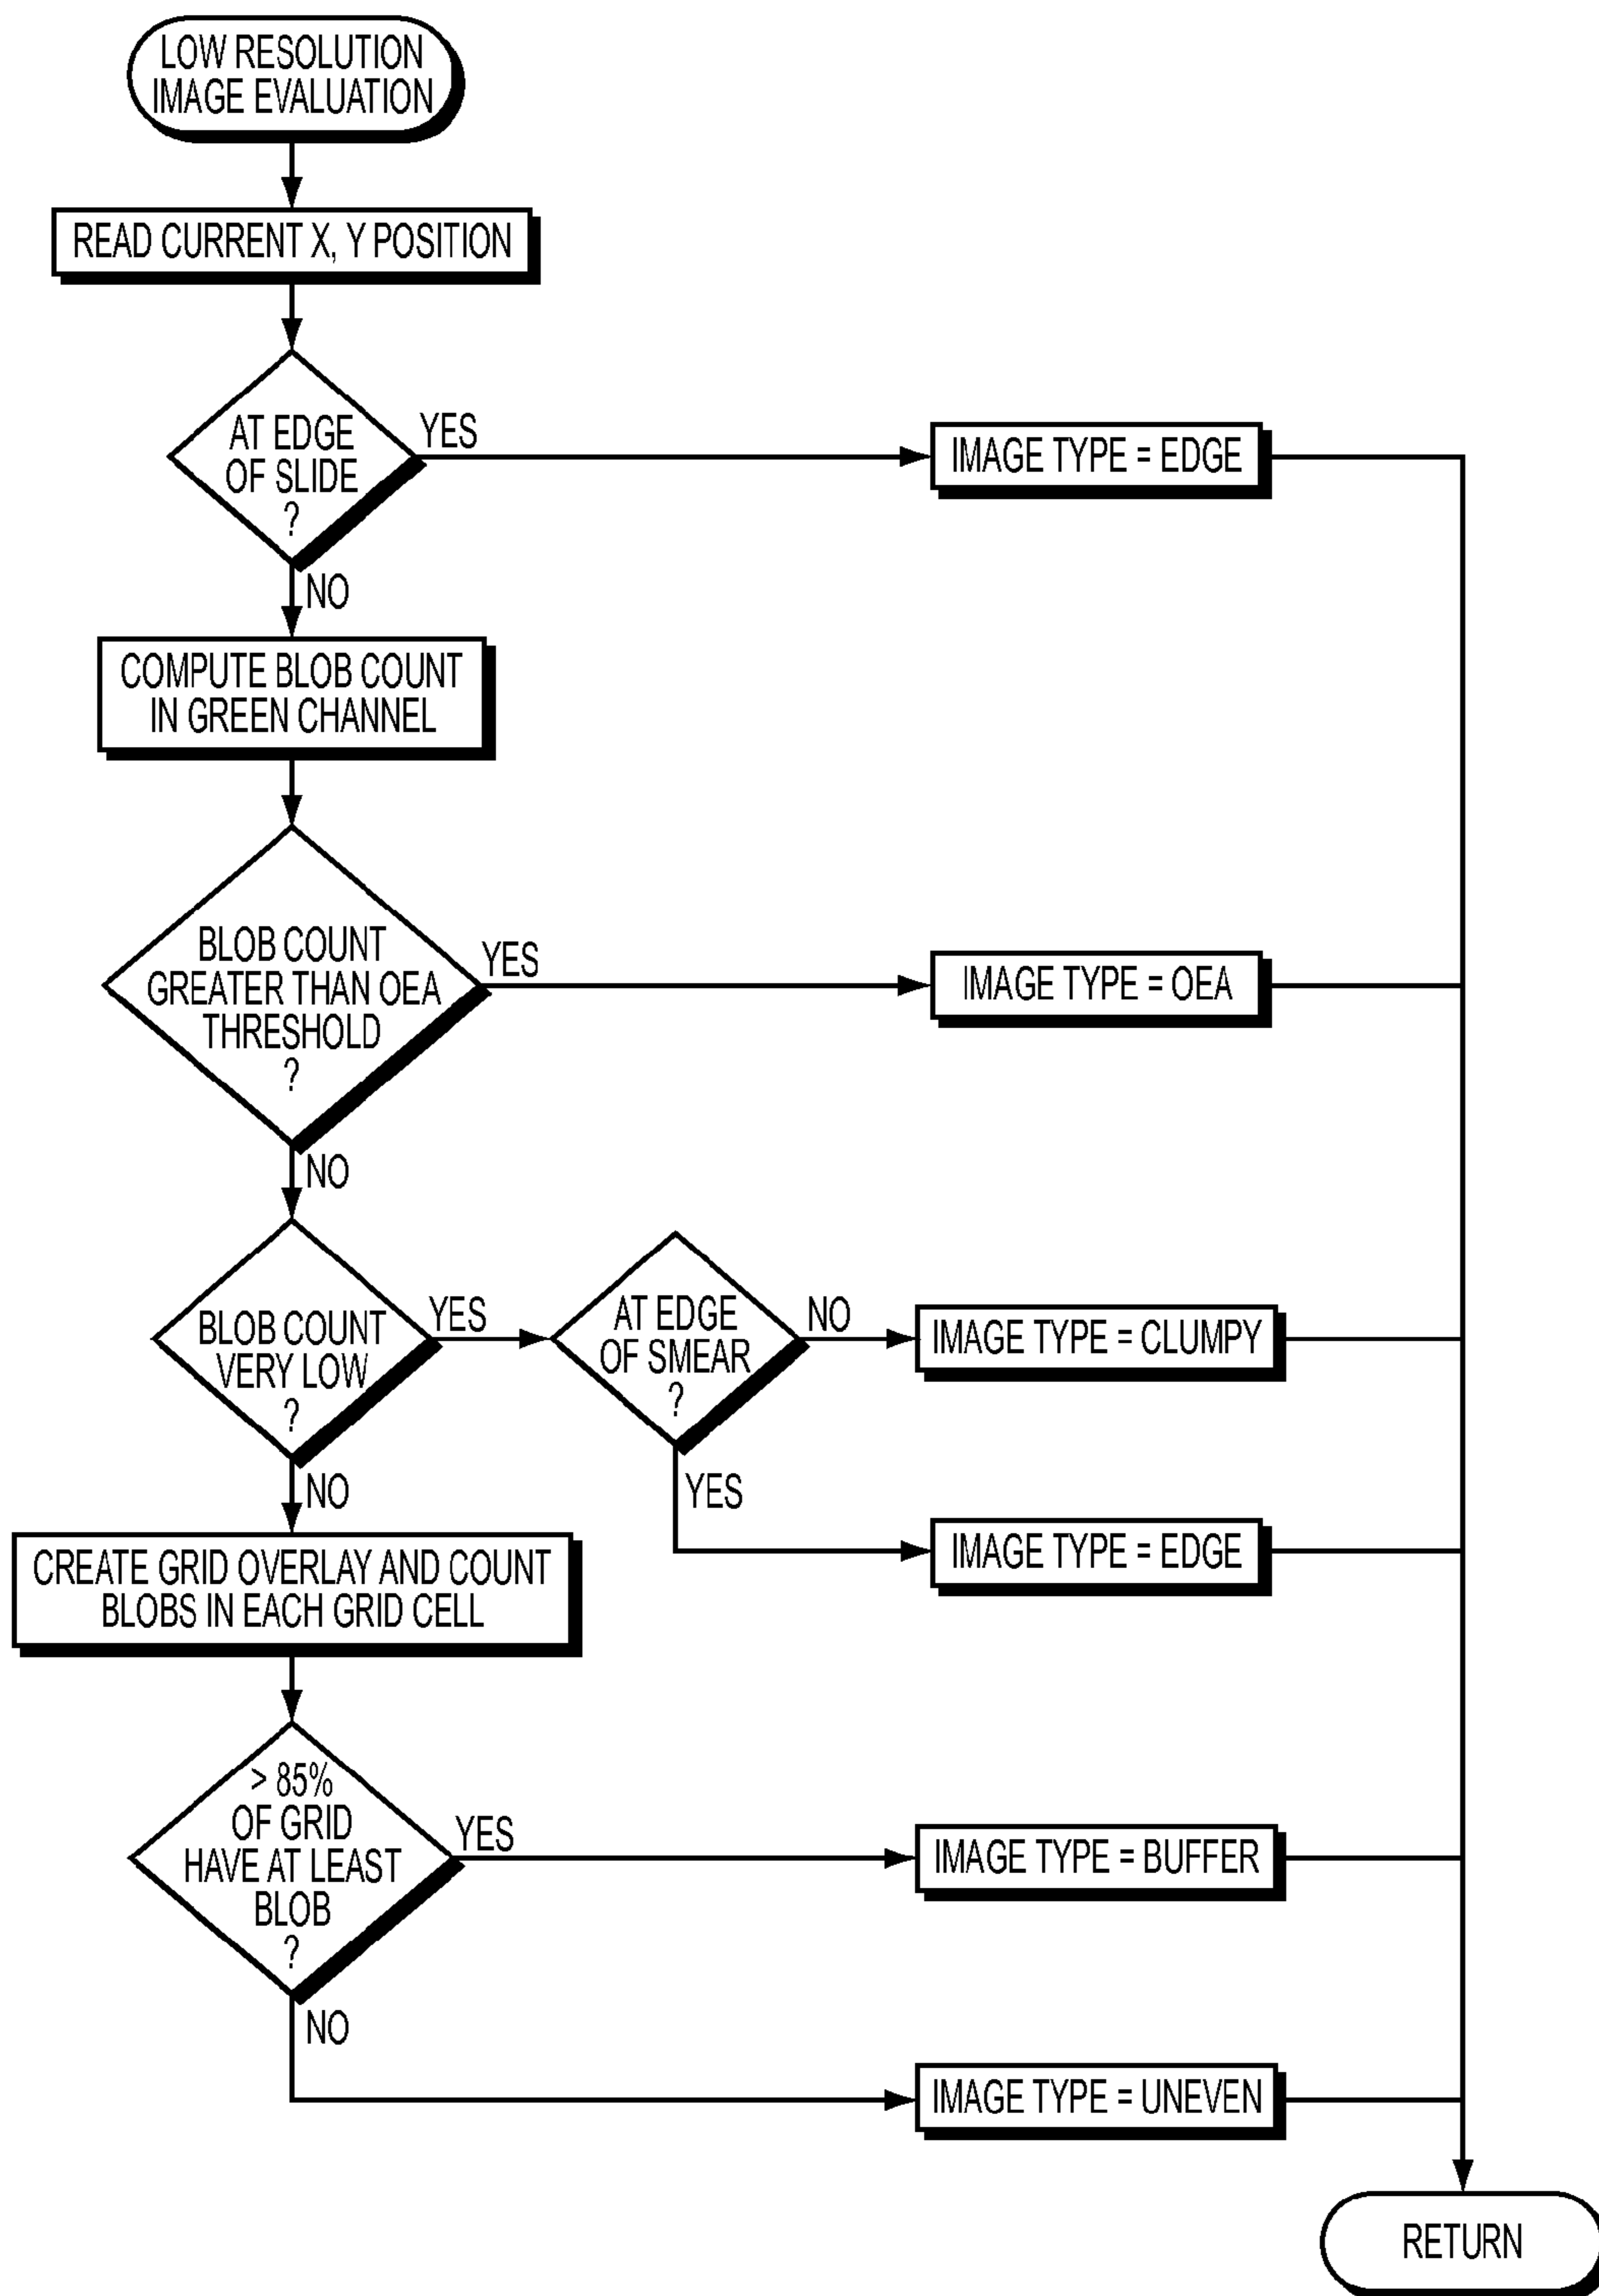 LOW RESOLUTION
IMAGE EVALUATION
READ CURRENT X, Y POSITION
AT EDGE
OF SLIDE
?
YES
IMAGE TYPE = EDGE
NO
COMPUTE BLOB COUNT
IN GREEN CHANNEL
BLOB COUNT
GREATER THAN OEA
THRESHOLD
?
YES
IMAGE TYPE = OEA
NO
BLOB COUNT
VERY LOW
?
YES
AT EDGE
OF SMEAR
?
NO
IMAGE TYPE = CLUMPY
YES
IMAGE TYPE = EDGE
NO
CREATE GRID OVERLAY AND COUNT
BLOBS IN EACH GRID CELL
> 85%
OF GRID
HAVE AT LEAST
BLOB
?
YES
IMAGE TYPE = BUFFER
NO
IMAGE TYPE = UNEVEN
RETURN